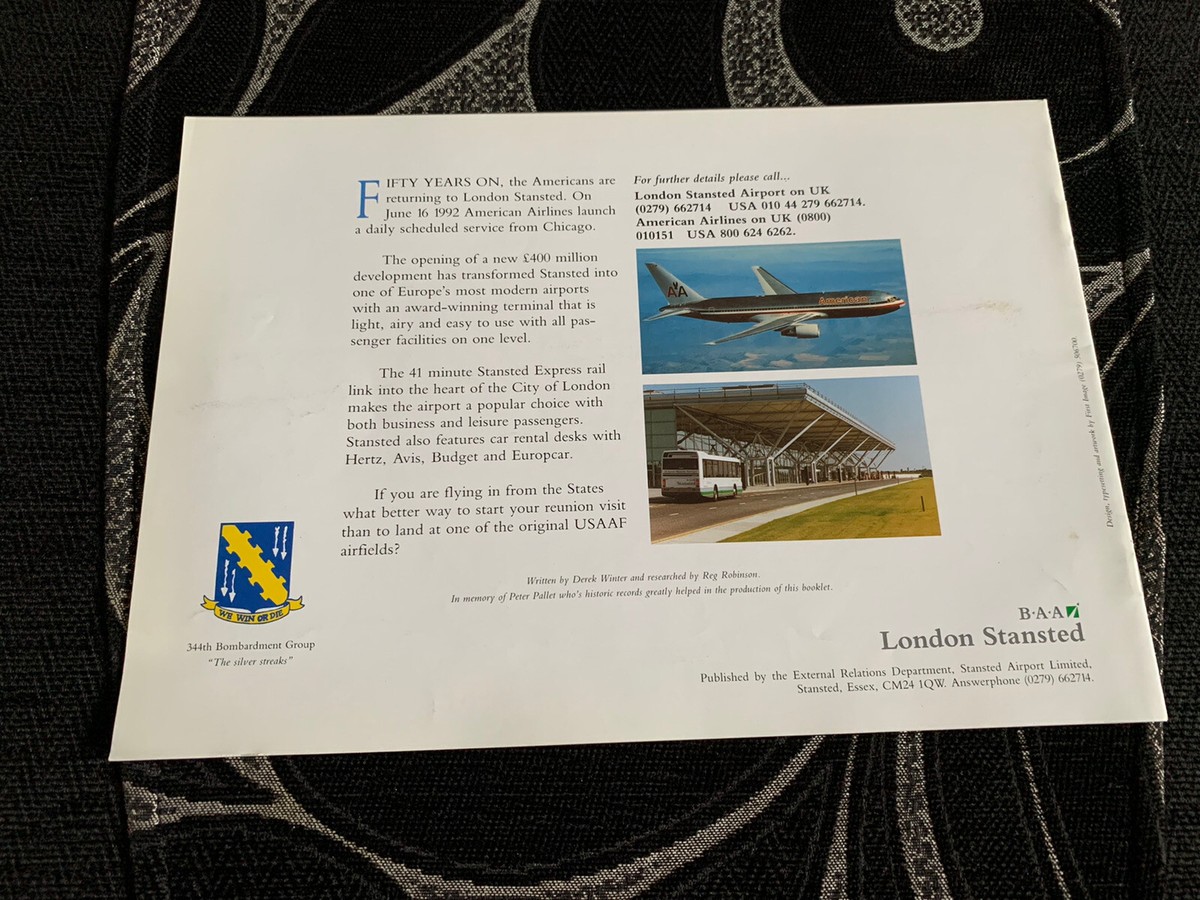 FIFTY YEARS ON, the Americans are
returning to London Stansted. On
June 16 1992 American Airlines launch
a daily scheduled service from Chicago.
The opening of a new £400 million
development has transformed Stansted into
one of Europe's most modern airports
with an award-winning terminal that is
light, airy and easy to use with all pas-
senger facilities on one level.
The 41 minute Stansted Express rail
link into the heart of the City of London
makes the airport a popular choice with
both business and leisure passengers.
Stansted also features car rental desks with
Hertz, Avis, Budget and Europcar.
If you are flying in from the States
what better way to start your reunion visit
than to land at one of the original USAAF
airfields?
For further details please call...
London Stansted Airport on UK
(0279) 662714 USA 010 44 279 662714.
American Airlines on UK (0800)
010151 USA 800 624 6262.
AA
American
Design, typesetting and artwork by First Image (0279) 506700.
WE WIN OR DIE
344th Bombardment Group
"The silver streaks"
Written by Derek Winter and researched by Reg Robinson.
In memory of Peter Pallet who's historic records greatly helped in the production of this booklet.
B·A·A
London Stansted
Published by the External Relations Department, Stansted Airport Limited,
Stansted, Essex, CM24 1QW. Answerphone (0279) 662714.